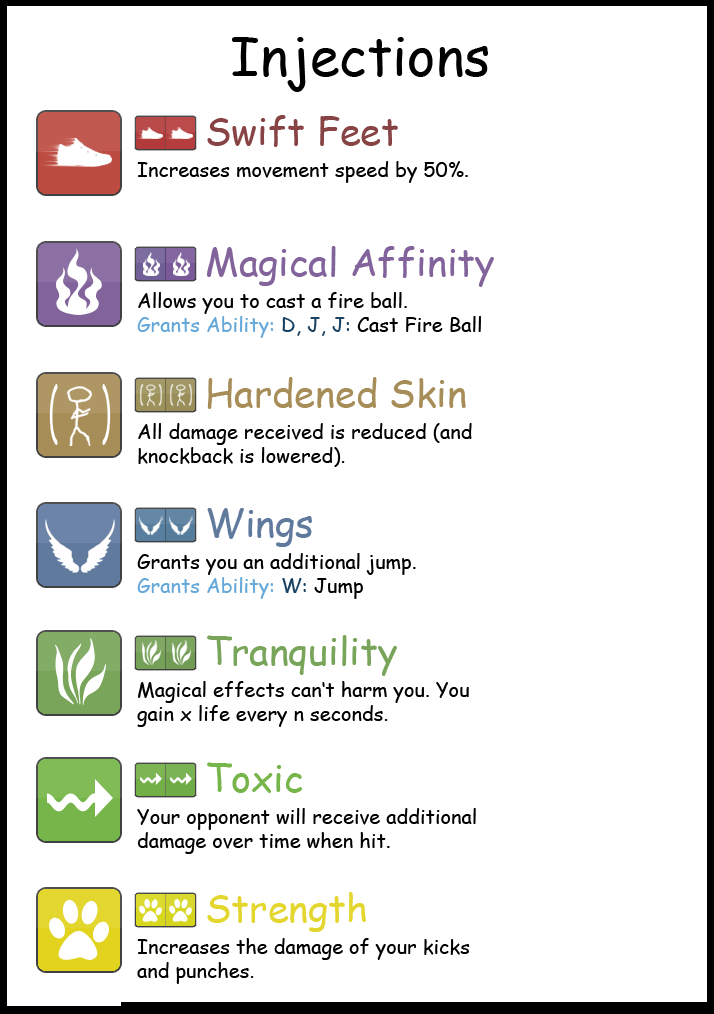 Injections
Swift Feet
Increases movement speed by 50%.
Magical Affinity
Allows you to cast a fire ball.
Grants Ability: D, J, J: Cast Fire Ball
Hardened Skin
All damage received is reduced (and
knockback is lowered).
Wings
Grants you an additional jump.
Grants Ability: W: Jump
Tranquility
Magical effects can't harm you. You
gain x life every n seconds.
Toxic
Your opponent will receive additional
damage over time when hit.
Strength
Increases the damage of your kicks
and punches.